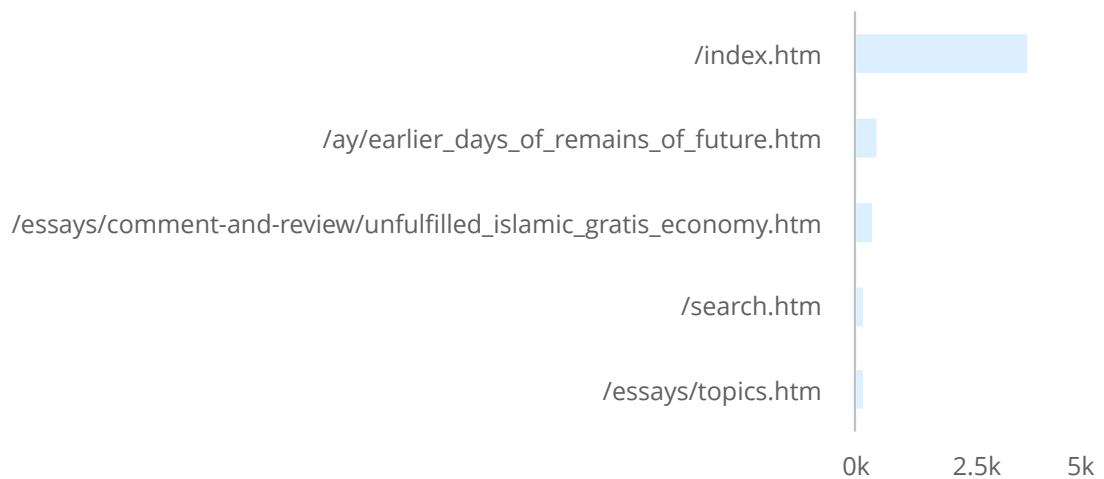 /index.htm
/ay/earlier_days_of_remains_of_future.htm
/essays/comment-and-review/unfulfilled_islamic_gratis_economy.htm
/search.htm
/essays/topics.htm
0k 2.5k 5k